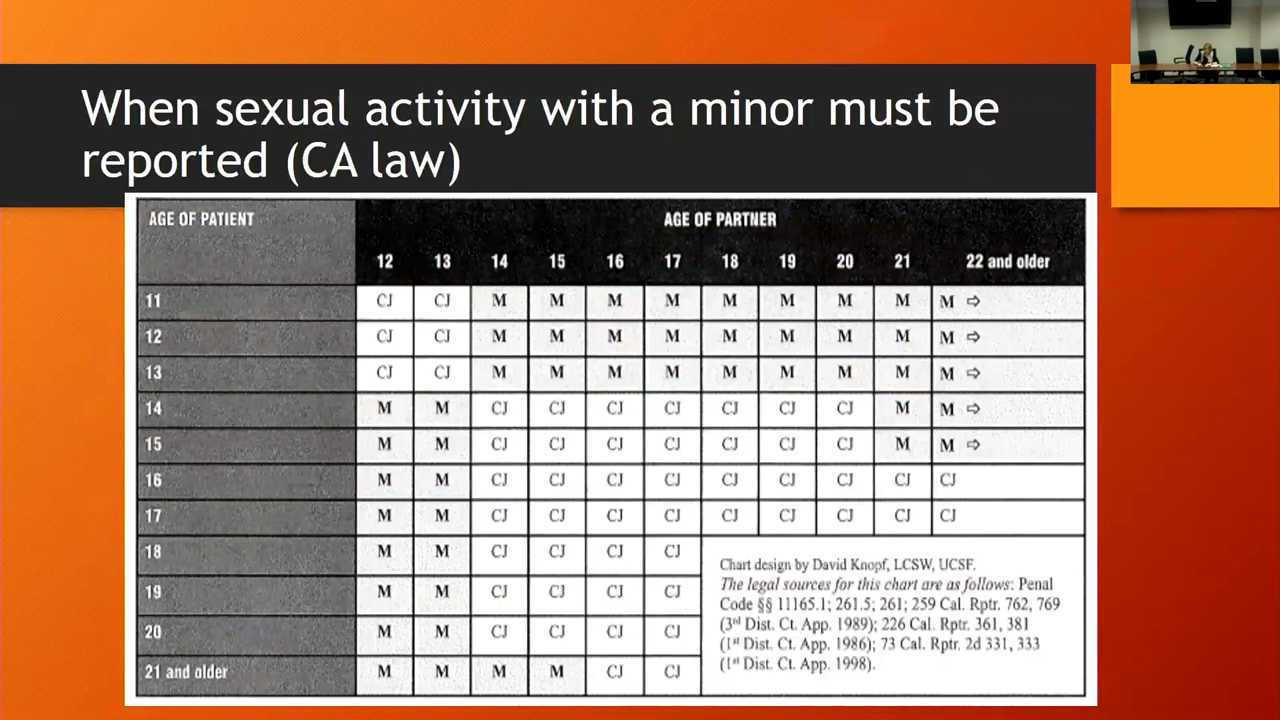 When sexual activity with a minor must be
reported (CA law)
AGE OF PATIENT AGE OF PARTNER
12 13 14 15 16 17 18 19 20 21 22 and older
11 CJ CJ M M M M M M M M M ⇨
12 CJ CJ M M M M M M M M M ⇨
13 CJ CJ M M M M M M M M M ⇨
14 M M CJ CJ CJ CJ CJ CJ CJ M M ⇨
15 M M CJ CJ CJ CJ CJ CJ CJ M M ⇨
16 M M CJ CJ CJ CJ CJ CJ CJ CJ CJ
17 M M CJ CJ CJ CJ CJ CJ CJ CJ CJ
18 M M CJ CJ CJ CJ
19 M M CJ CJ CJ CJ
20 M M CJ CJ CJ CJ
21 and older M M M M CJ CJ
Chart design by David Knopf, LCSW, UCSF.
The legal sources for this chart are as follows: Penal
Code §§ 11165.1; 261.5; 261; 259 Cal. Rptr. 762, 769
(3rd Dist. Ct. App. 1989); 226 Cal. Rptr. 361, 381
(1st Dist. Ct. App. 1986); 73 Cal. Rptr. 2d 331, 333
(1st Dist. Ct. App. 1998).